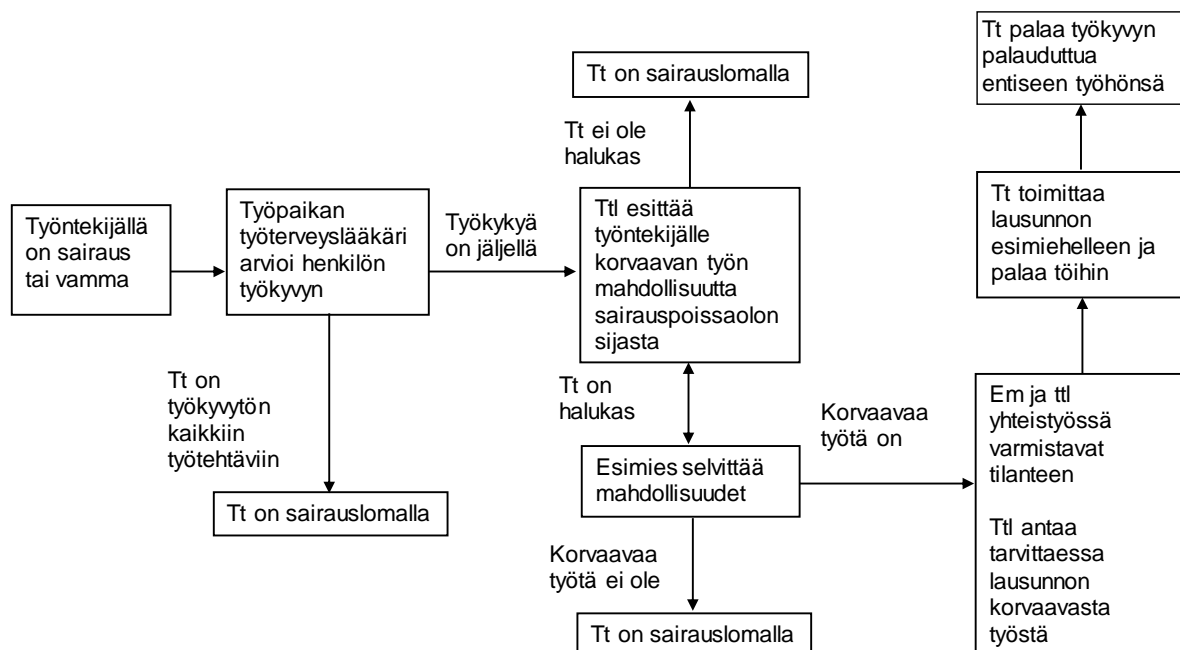 Työntekijällä
on sairaus
tai vamma
Työpaikan
työterveyslääkäri
arvioi henkilön
työkyvyn
Tt on
työkyvytön
kaikkiin
työtehtäviin
Tt on sairauslomalla
Työkykyä
on jäljellä
Tt on sairauslomalla
Tt ei ole
halukas
Ttl esittää
työntekijälle
korvaavan työn
mahdollisuutta
sairauspoissaolon
sijasta
Tt on
halukas
Esimies selvittää
mahdollisuudet
Korvaavaa
työtä ei ole
Tt on sairauslomalla
Korvaavaa
työtä on
Em ja ttl
yhteistyössä
varmistavat
tilanteen
Ttl antaa
tarvittaessa
lausunnon
korvaavasta
työstä
Tt toimittaa
lausunnon
esimiehelleen ja
palaa töihin
Tt palaa työkyvyn
palauduttua
entiseen työhönsä